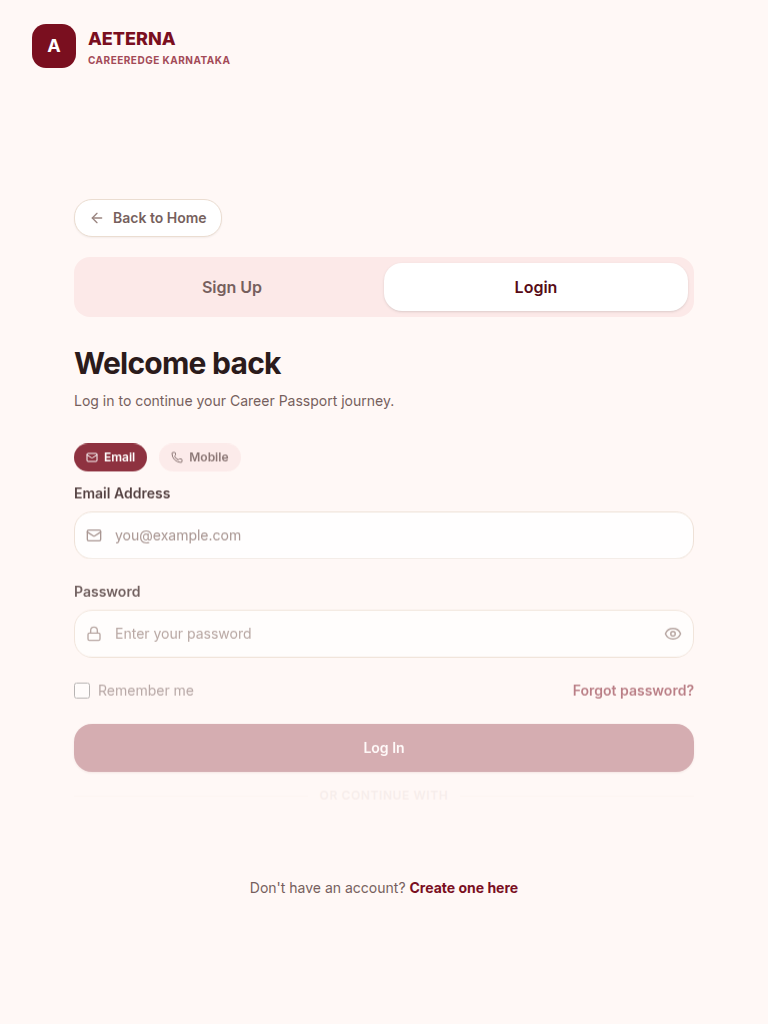 A
AETERNA
CAREEREDGE KARNATAKA
Back to Home
Sign Up
Login
Welcome back
Log in to continue your Career Passport journey.
Email
Mobile
Email Address
you@example.com
Password
Enter your password
Remember me
Forgot password?
Log In
OR CONTINUE WITH
Don't have an account? Create one here